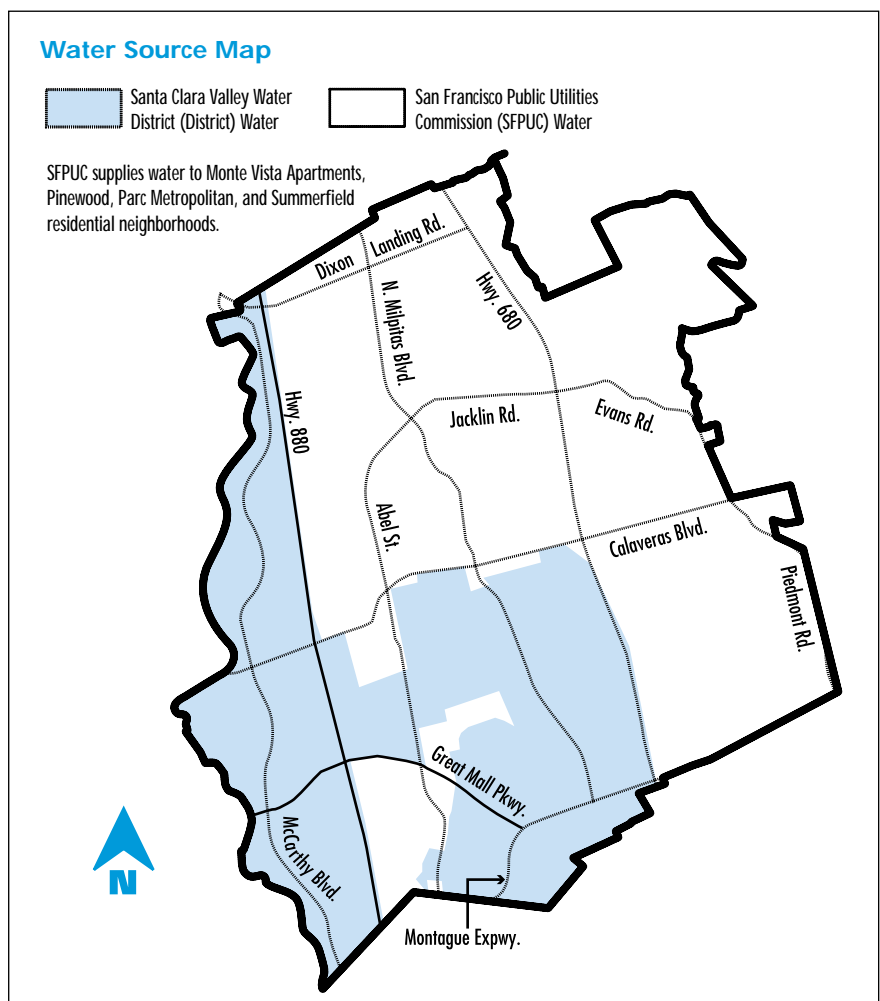 Water Source Map
Santa Clara Valley Water
District (District) Water
San Francisco Public Utilities
Commission (SFPUC) Water
SFPUC supplies water to Monte Vista Apartments,
Pinewood, Parc Metropolitan, and Summerfield
residential neighborhoods.
Dixon Landing Rd.
N. Milpitas Blvd.
Hwy. 680
Hwy. 880
Jacklin Rd.
Evans Rd.
Abel St.
Calaveras Blvd.
Piedmont Rd.
Great Mall Pkwy.
McCarthy Blvd.
N
Montague Expwy.